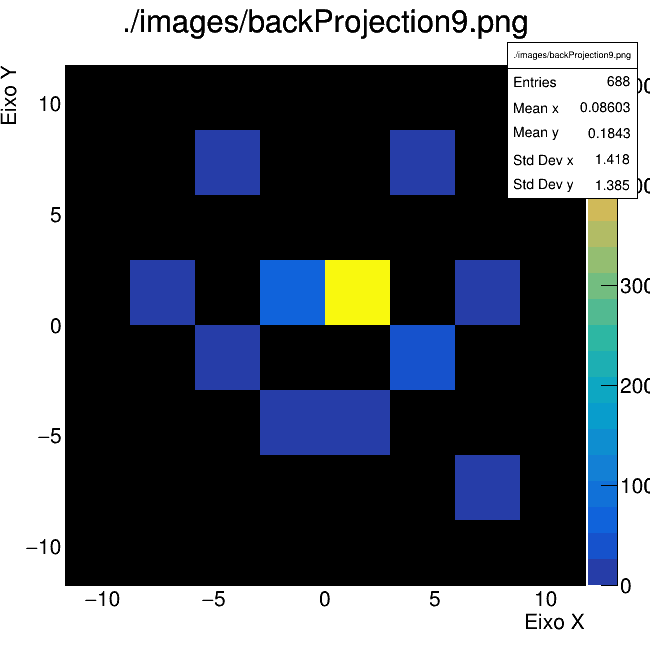 ./images/backProjection9.png
./images/backProjection9.png
Entries 688
Mean x 0.08603
Mean y 0.1843
Std Dev x 1.418
Std Dev y 1.385
Eixo Y
10
5
0
−5
−10
−10 −5 0 5 10
Eixo X
300
200
100
0